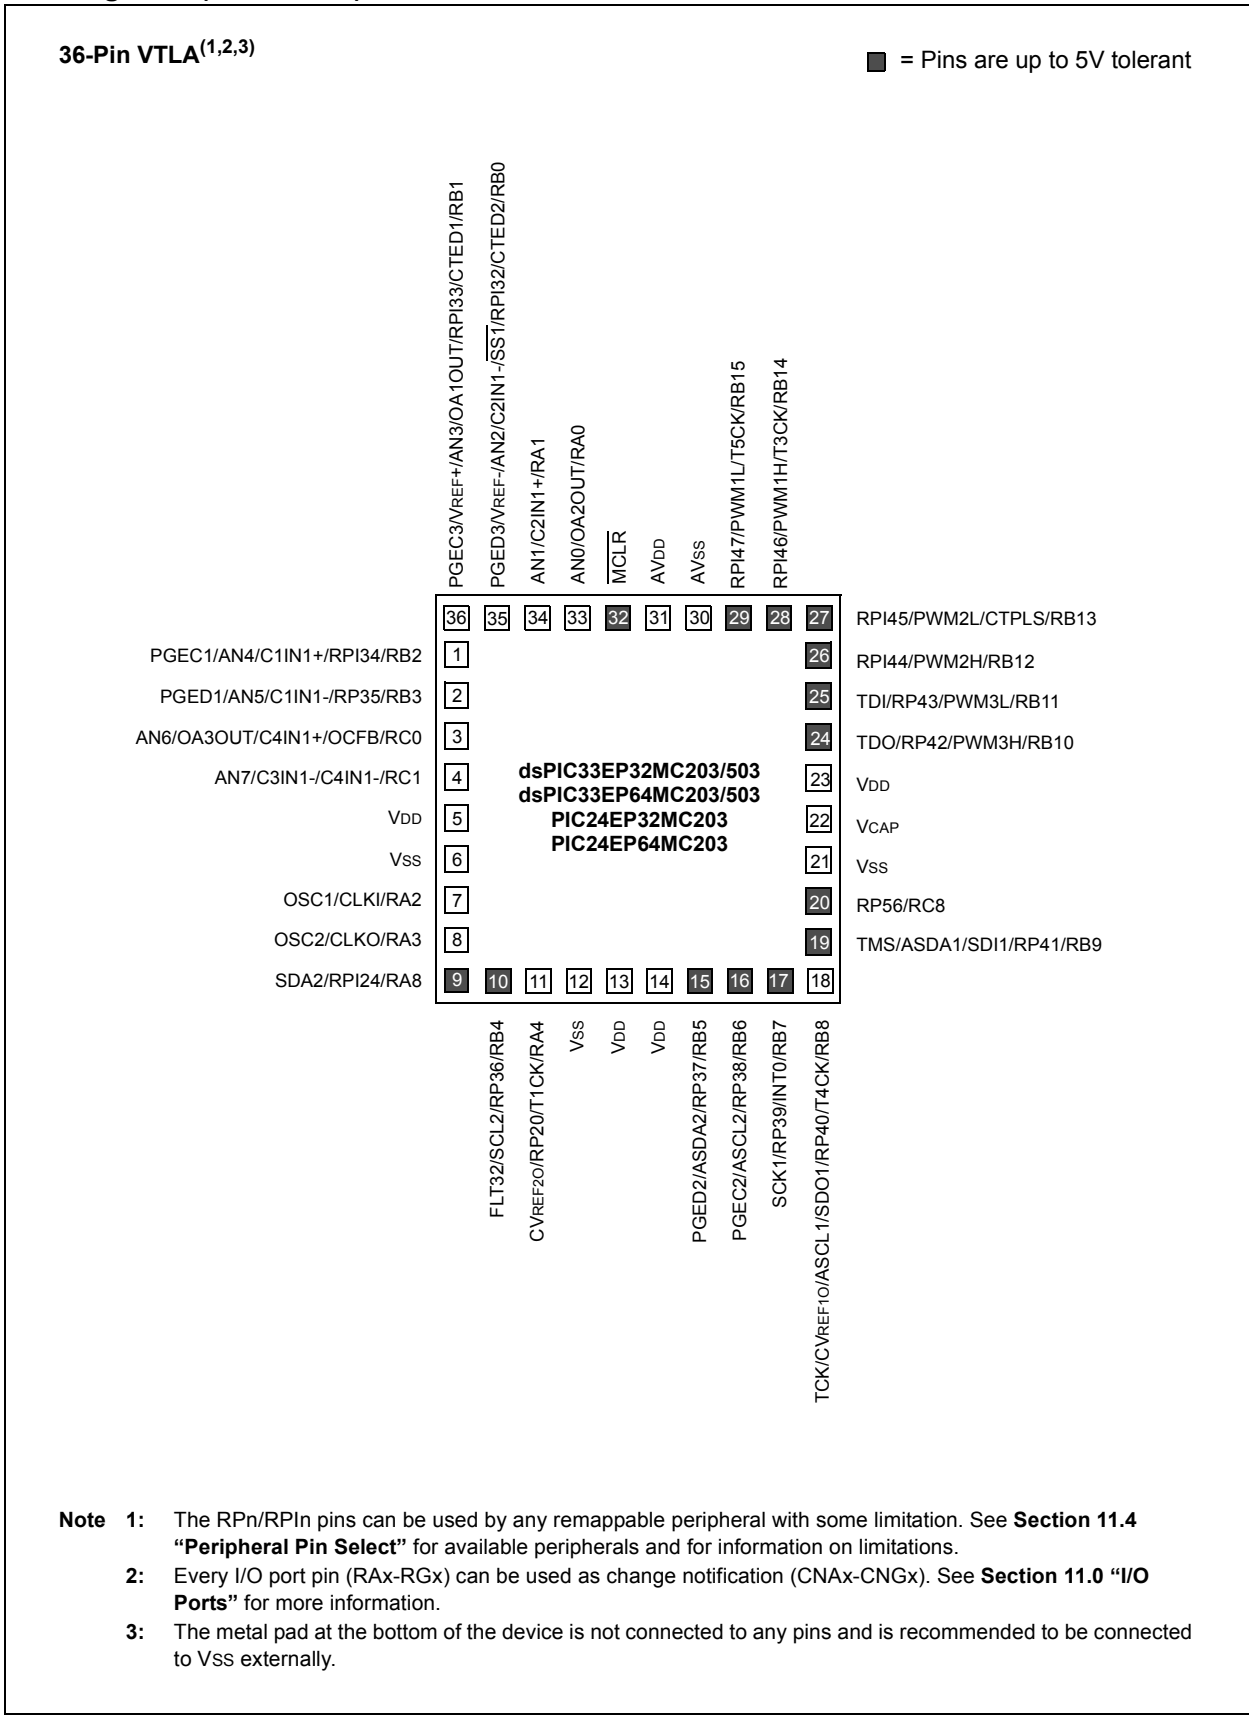 36-Pin VTLA(1,2,3)
= Pins are up to 5V tolerant
PGEC3/VREF+/AN3/OA1OUT/RPI33/CTED1/RB1
PGED3/VREF-/AN2/C2IN1-/SS1/RPI32/CTED2/RB0
AN1/C2IN1+/RA1
AN0/OA2OUT/RA0
MCLR
AVDD
AVSS
RPI47/PWM1L/T5CK/RB15
RPI46/PWM1H/T3CK/RB14
36 35 34 33 32 31 30 29 28 27 RPI45/PWM2L/CTPLS/RB13
PGEC1/AN4/C1IN1+/RPI34/RB2 1 26 RPI44/PWM2H/RB12
PGED1/AN5/C1IN1-/RP35/RB3 2 25 TDI/RP43/PWM3L/RB11
AN6/OA3OUT/C4IN1+/OCFB/RC0 3 24 TDO/RP42/PWM3H/RB10
AN7/C3IN1-/C4IN1-/RC1 4 23 VDD
dsPIC33EP32MC203/503
dsPIC33EP64MC203/503
PIC24EP32MC203
PIC24EP64MC203
VDD 5 22 VCAP
VSS 6 21 VSS
OSC1/CLKI/RA2 7 20 RP56/RC8
OSC2/CLKO/RA3 8 19 TMS/ASDA1/SDI1/RP41/RB9
SDA2/RPI24/RA8 9 10 11 12 13 14 15 16 17 18
FLT32/SCL2/RP36/RB4
CVREF2O/RP20/T1CK/RA4
VSS
VDD
VDD
PGED2/ASDA2/RP37/RB5
PGEC2/ASCL2/RP38/RB6
SCK1/RP39/INT0/RB7
TCK/CVREF1O/ASCL1/SDO1/RP40/T4CK/RB8
Note 1: The RPn/RPIn pins can be used by any remappable peripheral with some limitation. See Section 11.4
“Peripheral Pin Select” for available peripherals and for information on limitations.
2: Every I/O port pin (RAx-RGx) can be used as change notification (CNAx-CNGx). See Section 11.0 “I/O
Ports” for more information.
3: The metal pad at the bottom of the device is not connected to any pins and is recommended to be connected
to VSS externally.